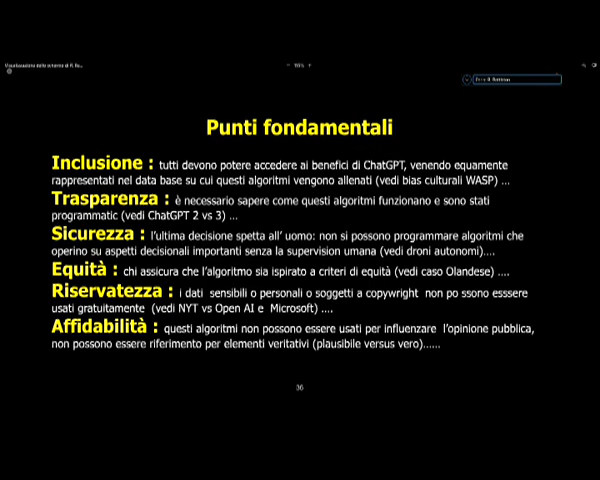 150%
Punti fondamentali
Inclusione : tutti devono potere accedere ai benefici di ChatGPT, venendo equamente
rappresentati nel data base su cui questi algoritmi vengono allenati (vedi bias culturali WASP) ...
Trasparenza : è necessario sapere come questi algoritmi funzionano e sono stati
programmatic (vedi ChatGPT 2 vs 3) ...
Sicurezza : l'ultima decisione spetta all' uomo: non si possono programmare algoritmi che
operino su aspetti decisionali importanti senza la supervision umana (vedi droni autonomi)....
Equità : chi assicura che l'algoritmo sia ispirato a criteri di equità (vedi caso Olandese) ....
Riservatezza : i dati sensibili o personali o soggetti a copywright non po ssono esssere
usati gratuitamente (vedi NYT vs Open AI e Microsoft) ....
Affidabilità : questi algoritmi non possono essere usati per influenzare l'opinione pubblica,
non possono essere riferimento per elementi veritativi (plausibile versus vero)......
36